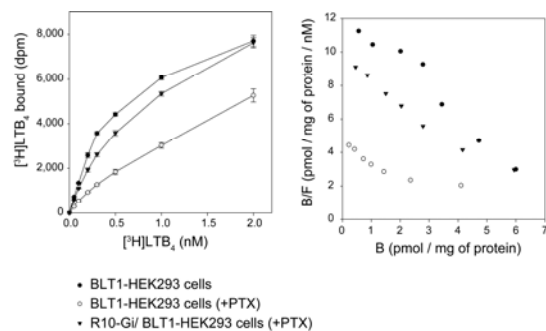 [³H]LTB₄ bound (dpm)
8,000
6,000
4,000
2,000
0
0.0 0.5 1.0 1.5 2.0
[³H]LTB₄ (nM)
B/F (pmol / mg of protein / nM)
12
10
8
6
4
2
0
0 1 2 3 4 5 6 7
B (pmol / mg of protein)
BLT1-HEK293 cells
BLT1-HEK293 cells (+PTX)
R10-Gi/ BLT1-HEK293 cells (+PTX)